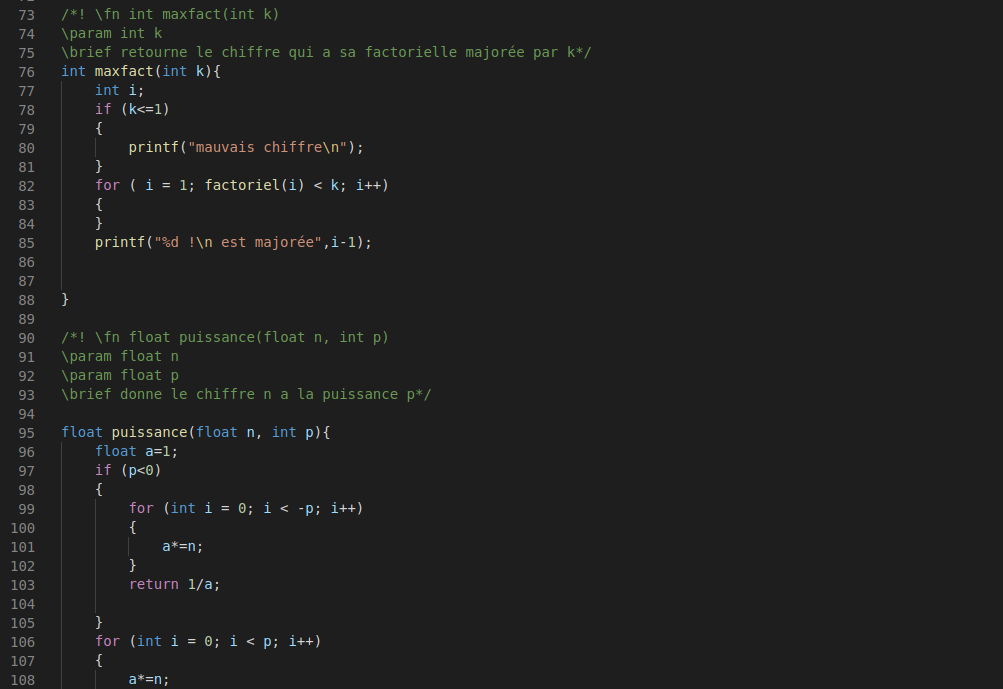 73 /*! \fn int maxfact(int k)
74 \param int k
75 \brief retourne le chiffre qui a sa factorielle majorée par k*/
76 int maxfact(int k){
77 int i;
78 if (k<=1)
79 {
80 printf("mauvais chiffre\n");
81 }
82 for ( i = 1; factoriel(i) < k; i++)
83 {
84 }
85 printf("%d !\n est majorée",i-1);
86
87
88 }
89
90 /*! \fn float puissance(float n, int p)
91 \param float n
92 \param float p
93 \brief donne le chiffre n a la puissance p*/
94
95 float puissance(float n, int p){
96 float a=1;
97 if (p<0)
98 {
99 for (int i = 0; i < -p; i++)
100 {
101 a*=n;
102 }
103 return 1/a;
104
105 }
106 for (int i = 0; i < p; i++)
107 {
108 a*=n;